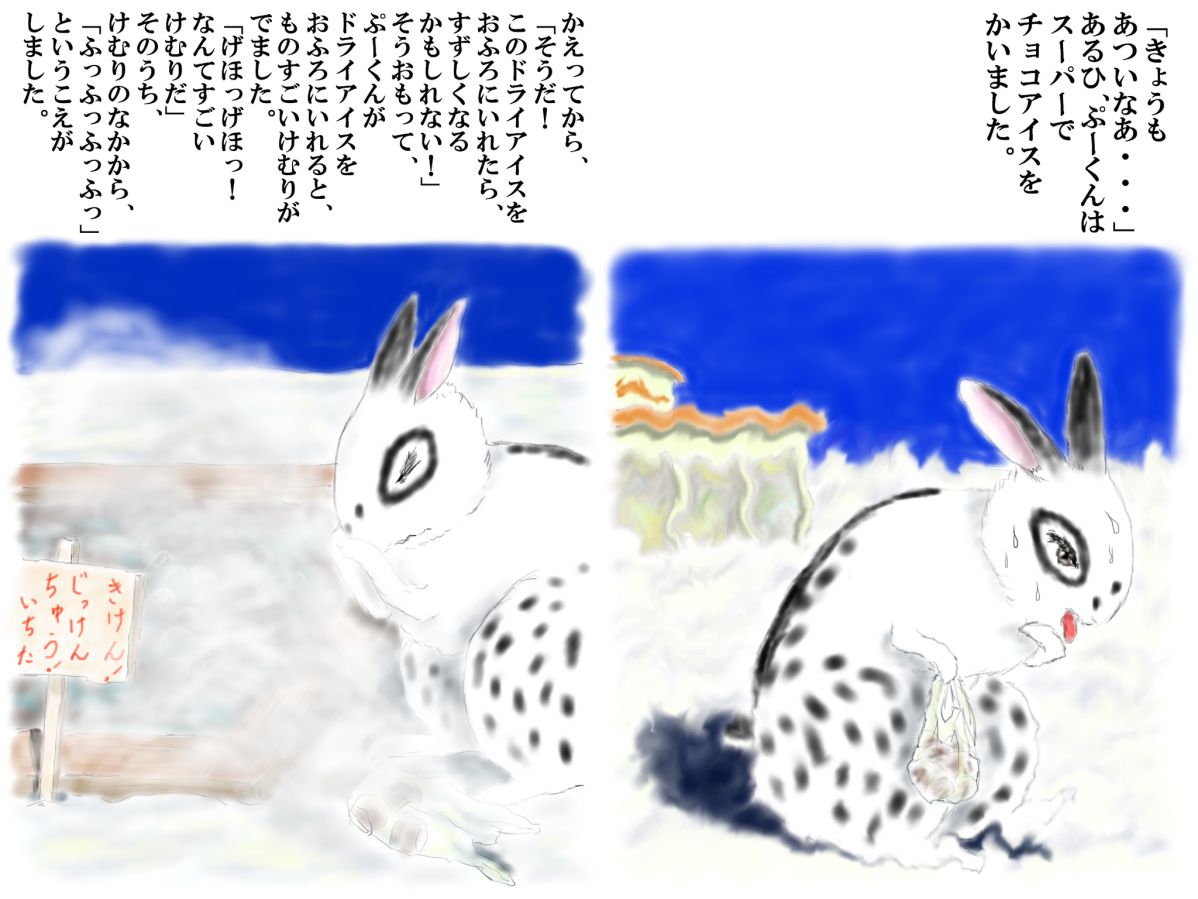 「きょうも
あついなあ・・・」
あるひ、ぷーくんは
スーパーで
チョコアイスを
かいました。
かえってから、
「そうだ!
このドライアイスを
おふろにいれたら、
すずしくなる
かもしれない!」
そうおもって、
ぷーくんが
ドライアイスを
おふろにいれると、
ものすごいけむりが
でました。
「げほっげほっ!
なんてすごい
けむりだ」
そのうち、
けむりのなかから、
「ふっふっふっふっ」
というこえが
しました。
きけん!
じっけん
ちゅう!
いちた